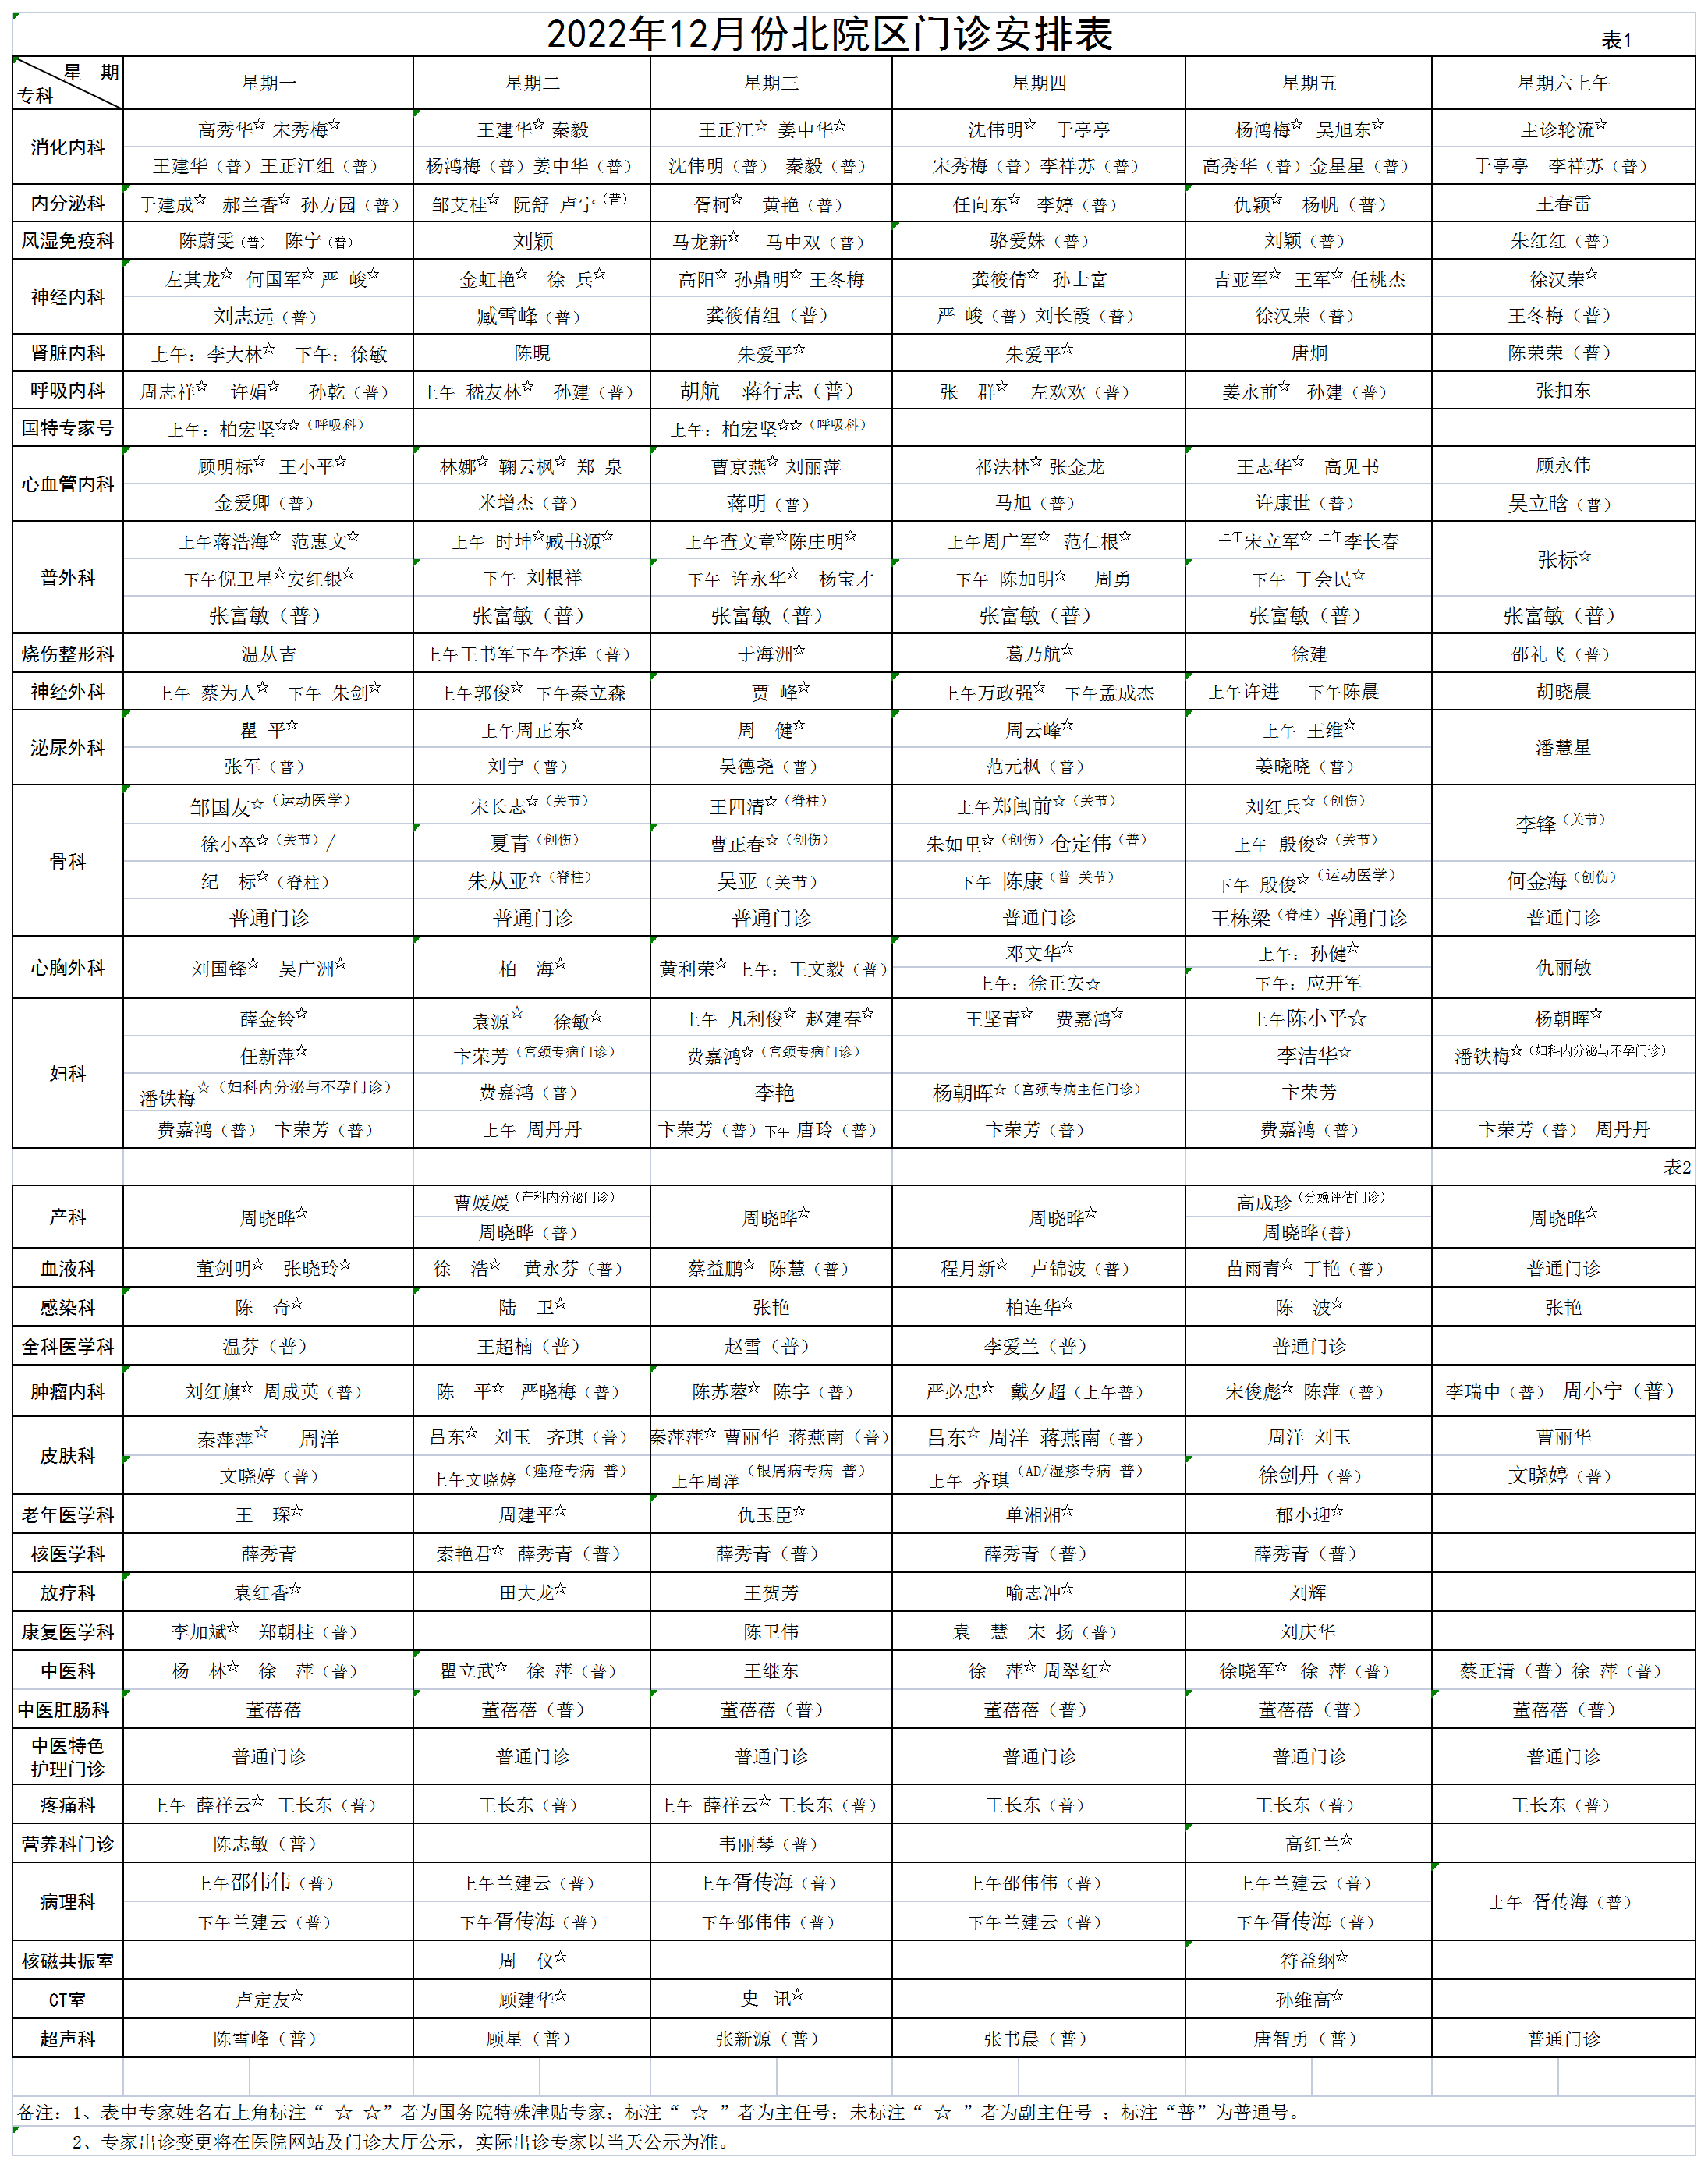 2022年12月份北院区门诊安排表 表1
星 期 专科 星期一 星期二 星期三 星期四 星期五 星期六上午
消化内科 高秀华☆ 宋秀梅☆ 王建华☆ 秦毅 王正江☆ 姜中华☆ 沈伟明☆ 于亭亭 杨鸿梅☆ 吴旭东☆ 主诊轮流☆
王建华（普）王正江组（普） 杨鸿梅（普）姜中华（普） 沈伟明（普） 秦毅（普） 宋秀梅（普）李祥苏（普） 高秀华（普）金星星（普） 于亭亭 李祥苏（普）
内分泌科 于建成☆ 郝兰香☆ 孙方园（普） 邹艾桂☆ 阮舒 卢宁（普） 胥柯☆ 黄艳（普） 任向东☆ 李婷（普） 仇颖☆ 杨帆（普） 王春雷
风湿免疫科 陈蔚雯（普） 陈宁（普） 刘颖 马龙新☆ 马中双（普） 骆爱姝（普） 刘颖（普） 朱红红（普）
神经内科 左其龙☆ 何国军☆ 严 峻☆ 金虹艳☆ 徐 兵☆ 高阳☆ 孙鼎明☆ 王冬梅 龚筱倩☆ 孙士富 吉亚军☆ 王军☆ 任桃杰 徐汉荣☆
刘志远（普） 臧雪峰（普） 龚筱倩组（普） 严 峻（普）刘长霞（普） 徐汉荣（普） 王冬梅（普）
肾脏内科 上午：李大林☆ 下午：徐敏 陈晛 朱爱平☆ 朱爱平☆ 唐炯 陈荣荣（普）
呼吸内科 周志祥☆ 许娟☆ 孙乾（普） 上午 嵇友林☆ 孙建（普） 胡航 蒋行志（普） 张 群☆ 左欢欢（普） 姜永前☆ 孙建（普） 张扣东
国特专家号 上午：柏宏坚☆☆（呼吸科） 上午：柏宏坚☆☆（呼吸科）
心血管内科 顾明标☆ 王小平☆ 林娜☆ 鞠云枫☆ 郑 泉 曹京燕☆ 刘丽萍 祁法林☆ 张金龙 王志华☆ 高见书 顾永伟
金爱卿（普） 米增杰（普） 蒋明（普） 马旭（普） 许康世（普） 吴立晗（普）
普外科 上午蒋浩海☆ 范惠文☆ 上午 时坤☆臧书源☆ 上午查文章☆陈庄明☆ 上午周广军☆ 范仁根☆ 上午宋立军☆ 上午李长春 张标☆
下午倪卫星☆安红银☆ 下午 刘根祥 下午 许永华☆ 杨宝才 下午 陈加明☆ 周勇 下午 丁会民☆
张富敏（普） 张富敏（普） 张富敏（普） 张富敏（普） 张富敏（普） 张富敏（普）
烧伤整形科 温从吉 上午王书军下午李连（普） 于海洲☆ 葛乃航☆ 徐建 邵礼飞（普）
神经外科 上午 蔡为人☆ 下午 朱剑☆ 上午郭俊☆ 下午秦立森 贾 峰☆ 上午万政强☆ 下午孟成杰 上午许进 下午陈晨 胡晓晨
泌尿外科 瞿 平☆ 上午周正东☆ 周 健☆ 周云峰☆ 上午 王维☆ 潘慧星
张军（普） 刘宁（普） 吴德尧（普） 范元枫（普） 姜晓晓（普）
骨科 邹国友☆（运动医学） 宋长志☆（关节） 王四清☆（脊柱） 上午郑闽前☆（关节） 刘红兵☆（创伤） 李锋（关节）
徐小卒☆（关节）/ 夏青（创伤） 曹正春☆（创伤） 朱如里☆（创伤）仓定伟（普） 上午 殷俊☆（关节）
纪 标☆（脊柱） 朱从亚☆（脊柱） 吴亚（关节） 下午 陈康（普 关节） 下午 殷俊☆（运动医学） 何金海（创伤）
普通门诊 普通门诊 普通门诊 普通门诊 王栋梁（脊柱）普通门诊 普通门诊
心胸外科 刘国锋☆ 吴广洲☆ 柏 海☆ 黄利荣☆ 上午：王文毅（普） 邓文华☆ 上午：孙健☆ 仇丽敏
上午：徐正安☆ 下午：应开军
妇科 薛金铃☆ 袁源☆ 徐敏☆ 上午 凡利俊☆ 赵建春☆ 王坚青☆ 费嘉鸿☆ 上午陈小平☆ 杨朝晖☆
任新萍☆ 卞荣芳（宫颈专病门诊） 费嘉鸿☆（宫颈专病门诊） 李洁华☆ 潘铁梅☆（妇科内分泌与不孕门诊）
潘铁梅☆（妇科内分泌与不孕门诊） 费嘉鸿（普） 李艳 杨朝晖☆（宫颈专病主任门诊） 卞荣芳
费嘉鸿（普） 卞荣芳（普） 上午 周丹丹 卞荣芳（普）下午 唐玲（普） 卞荣芳（普） 费嘉鸿（普） 卞荣芳（普） 周丹丹
表2
产科 周晓晔☆ 曹媛媛（产科内分泌门诊） 周晓晔☆ 周晓晔☆ 高成珍（分娩评估门诊） 周晓晔☆
周晓晔（普） 周晓晔(普)
血液科 董剑明☆ 张晓玲☆ 徐 浩☆ 黄永芬（普） 蔡益鹏☆ 陈慧（普） 程月新☆ 卢锦波（普） 苗雨青☆ 丁艳（普） 普通门诊
感染科 陈 奇☆ 陆 卫☆ 张艳 柏连华☆ 陈 波☆ 张艳
全科医学科 温芬（普） 王超楠（普） 赵雪（普） 李爱兰（普） 普通门诊
肿瘤内科 刘红旗☆ 周成英（普） 陈 平☆ 严晓梅（普） 陈苏蓉☆ 陈宇（普） 严必忠☆ 戴夕超（上午普） 宋俊彪☆ 陈萍（普） 李瑞中（普） 周小宁（普）
皮肤科 秦萍萍☆ 周洋 吕东☆ 刘玉 齐琪（普） 秦萍萍☆ 曹丽华 蒋燕南（普） 吕东☆ 周洋 蒋燕南（普） 周洋 刘玉 曹丽华
文晓婷（普） 上午文晓婷（痤疮专病 普） 上午周洋（银屑病专病 普） 上午 齐琪（AD/湿疹专病 普） 徐剑丹（普） 文晓婷（普）
老年医学科 王 琛☆ 周建平☆ 仇玉臣☆ 单湘湘☆ 郁小迎☆
核医学科 薛秀青 索艳君☆ 薛秀青（普） 薛秀青（普） 薛秀青（普） 薛秀青（普）
放疗科 袁红香☆ 田大龙☆ 王贺芳 喻志冲☆ 刘辉
康复医学科 李加斌☆ 郑朝柱（普） 陈卫伟 袁 慧 宋 扬（普） 刘庆华
中医科 杨 林☆ 徐 萍（普） 瞿立武☆ 徐 萍（普） 王继东 徐 萍☆ 周翠红☆ 徐晓军☆ 徐 萍（普） 蔡正清（普）徐 萍（普）
中医肛肠科 董蓓蓓 董蓓蓓（普） 董蓓蓓（普） 董蓓蓓（普） 董蓓蓓（普） 董蓓蓓（普）
中医特色
护理门诊 普通门诊 普通门诊 普通门诊 普通门诊 普通门诊 普通门诊
疼痛科 上午 薛祥云☆ 王长东（普） 王长东（普） 上午 薛祥云☆ 王长东（普） 王长东（普） 王长东（普） 王长东（普）
营养科门诊 陈志敏（普） 韦丽琴（普） 高红兰☆
病理科 上午邵伟伟（普） 上午兰建云（普） 上午胥传海（普） 上午邵伟伟（普） 上午兰建云（普） 上午 胥传海（普）
下午兰建云（普） 下午胥传海（普） 下午邵伟伟（普） 下午兰建云（普） 下午胥传海（普）
核磁共振室 周 仪☆ 符益纲☆
CT室 卢定友☆ 顾建华☆ 史 讯☆ 孙维高☆
超声科 陈雪峰（普） 顾星（普） 张新源（普） 张书晨（普） 唐智勇（普） 普通门诊
备注：1、表中专家姓名右上角标注“ ☆ ☆”者为国务院特殊津贴专家；标注“ ☆ ”者为主任号；未标注“ ☆ ”者为副主任号 ；标注“普”为普通号。
2、专家出诊变更将在医院网站及门诊大厅公示，实际出诊专家以当天公示为准。